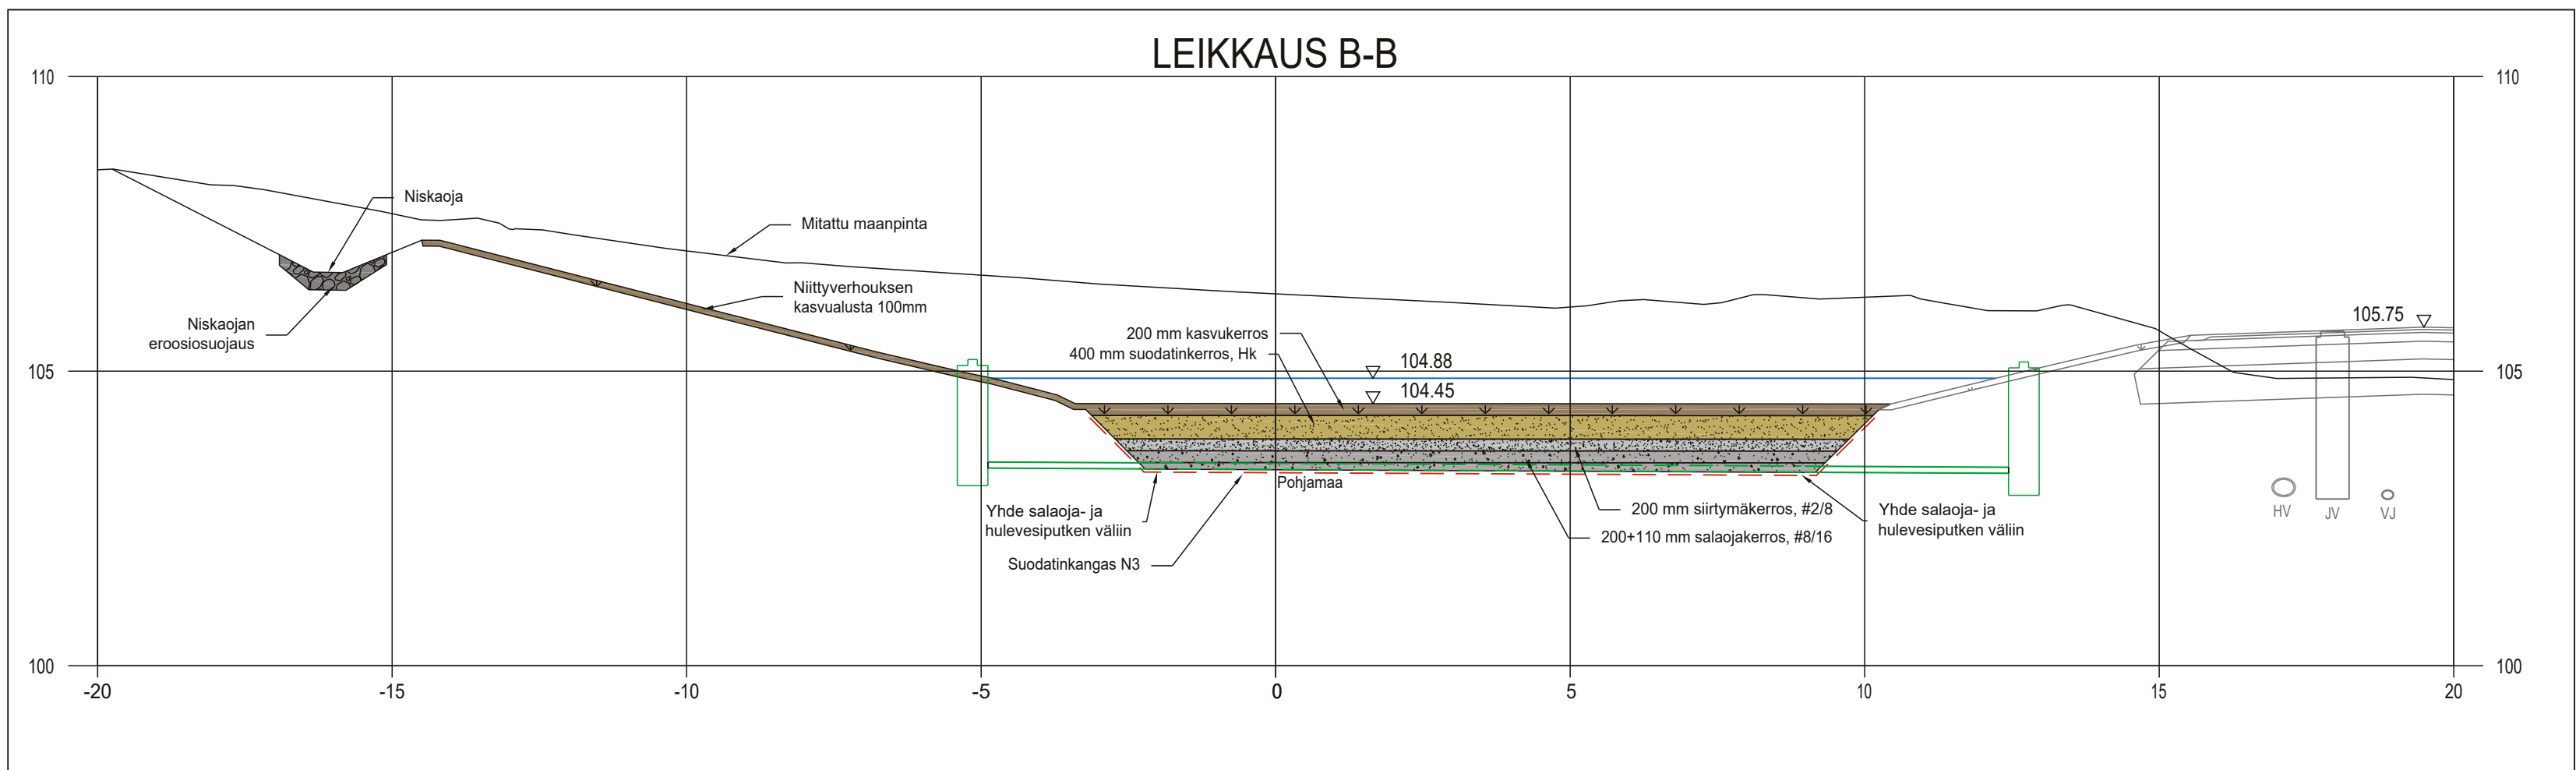 LEIKKAUS B-B
110
110
Niskaoja
Mitattu maanpinta
Niittyverhouksen
kasvualusta 100mm
Niskaojan
eroosiosuojaus
200 mm kasvukerros
400 mm suodatinkerros, Hk
104.88
104.45
105.75
105
105
Pohjamaa
Yhde salaoja- ja
hulevesiputken väliin
Suodatinkangas N3
200 mm siirtymäkerros, #2/8
200+110 mm salaojakerros, #8/16
Yhde salaoja- ja
hulevesiputken väliin
HV
JV
VJ
100
100
-20
-15
-10
-5
0
5
10
15
20